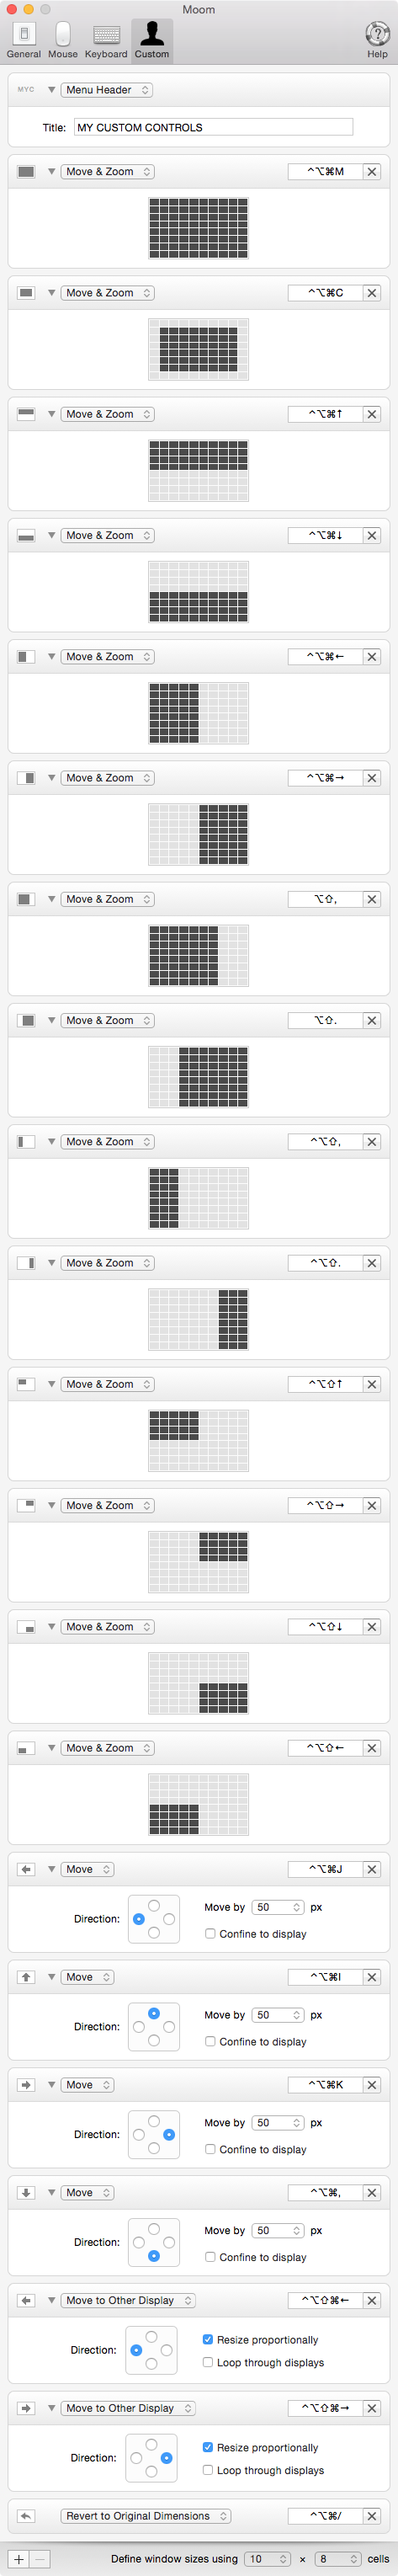 Moom
General Mouse Keyboard Custom Help
MYC Menu Header
Title: MY CUSTOM CONTROLS
Move & Zoom ^⌥⌘M
Move & Zoom ^⌥⌘C
Move & Zoom ^⌥⌘↑
Move & Zoom ^⌥⌘↓
Move & Zoom ^⌥⌘←
Move & Zoom ^⌥⌘→
Move & Zoom ⌥⇧,
Move & Zoom ⌥⇧.
Move & Zoom ^⌥⇧,
Move & Zoom ^⌥⇧.
Move & Zoom ^⌥⇧↑
Move & Zoom ^⌥⇧→
Move & Zoom ^⌥⇧↓
Move & Zoom ^⌥⇧←
Move ^⌥⌘J
Move by 50 px
Direction:
Confine to display
Move ^⌥⌘I
Move by 50 px
Direction:
Confine to display
Move ^⌥⌘K
Move by 50 px
Direction:
Confine to display
Move ^⌥⌘,
Move by 50 px
Direction:
Confine to display
Move to Other Display ^⌥⇧⌘←
Resize proportionally
Direction:
Loop through displays
Move to Other Display ^⌥⇧⌘→
Resize proportionally
Direction:
Loop through displays
Revert to Original Dimensions ^⌥⌘/
+ − Define window sizes using 10 × 8 cells